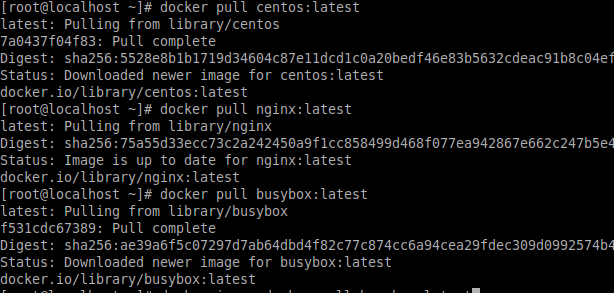 [root@localhost ~]# docker pull centos:latest
latest: Pulling from library/centos
7a0437f04f83: Pull complete
Digest: sha256:5528e8b1b1719d34604c87e11dcd1c0a20bedf46e83b5632cdeac91b8c04ef
Status: Downloaded newer image for centos:latest
docker.io/library/centos:latest
[root@localhost ~]# docker pull nginx:latest
latest: Pulling from library/nginx
Digest: sha256:75a55d33ecc73c2a242450a9f1cc858499d468f077ea942867e662c247b5e4
Status: Image is up to date for nginx:latest
docker.io/library/nginx:latest
[root@localhost ~]# docker pull busybox:latest
latest: Pulling from library/busybox
f531cdc67389: Pull complete
Digest: sha256:ae39a6f5c07297d7ab64dbd4f82c77c874cc6a94cea29fdec309d0992574b4
Status: Downloaded newer image for busybox:latest
docker.io/library/busybox:latest